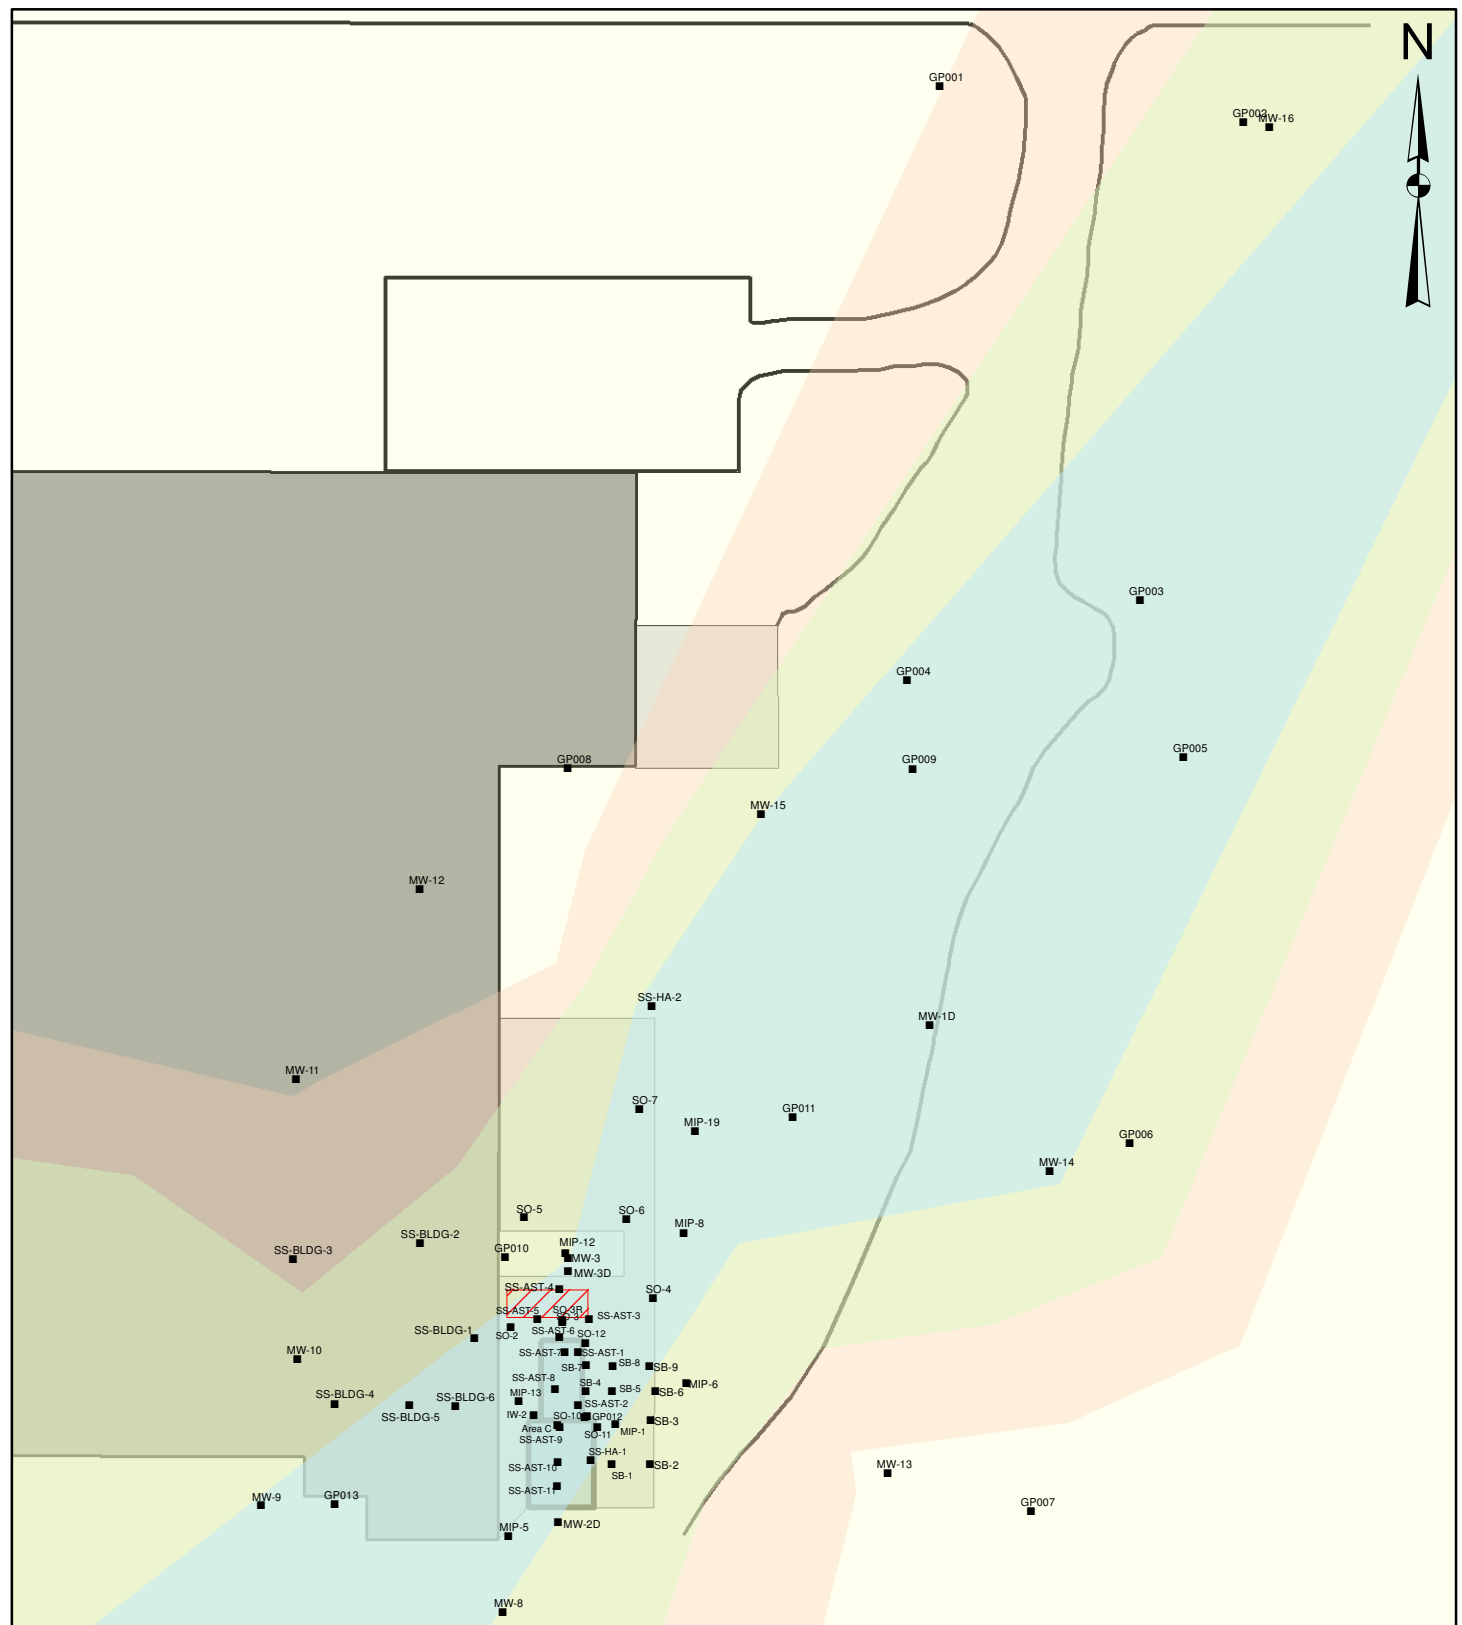 N
GP001
GP002
MW-16
GP003
GP004
GP005
GP008
GP009
MW-15
MW-12
SS-HA-2
MW-1D
MW-11
SO-7
GP011
MIP-19
GP006
MW-14
SO-5
SO-6
MIP-8
SS-BLDG-2
MIP-12
GP010
SS-BLDG-3
MW-3
MW-3D
SS-AST-4
SO-4
SS-AST-5
SO-3R
SO-3
SS-AST-3
SS-BLDG-1
SO-2
SS-AST-6
SO-12
MW-10
SS-AST-7
SS-AST-1
SB-7
SB-8
SB-9
SS-AST-8
SB-4
MIP-6
SS-BLDG-4
SS-BLDG-6
MIP-13
SB-5
SB-6
SS-AST-2
SS-BLDG-5
IW-2
SO-10
GP012
SB-3
Area C
SO-11
MIP-1
SS-AST-9
SS-HA-1
MW-13
SS-AST-10
SB-1
SB-2
SS-AST-11
MW-9
GP013
GP007
MIP-5
MW-2D
MW-8